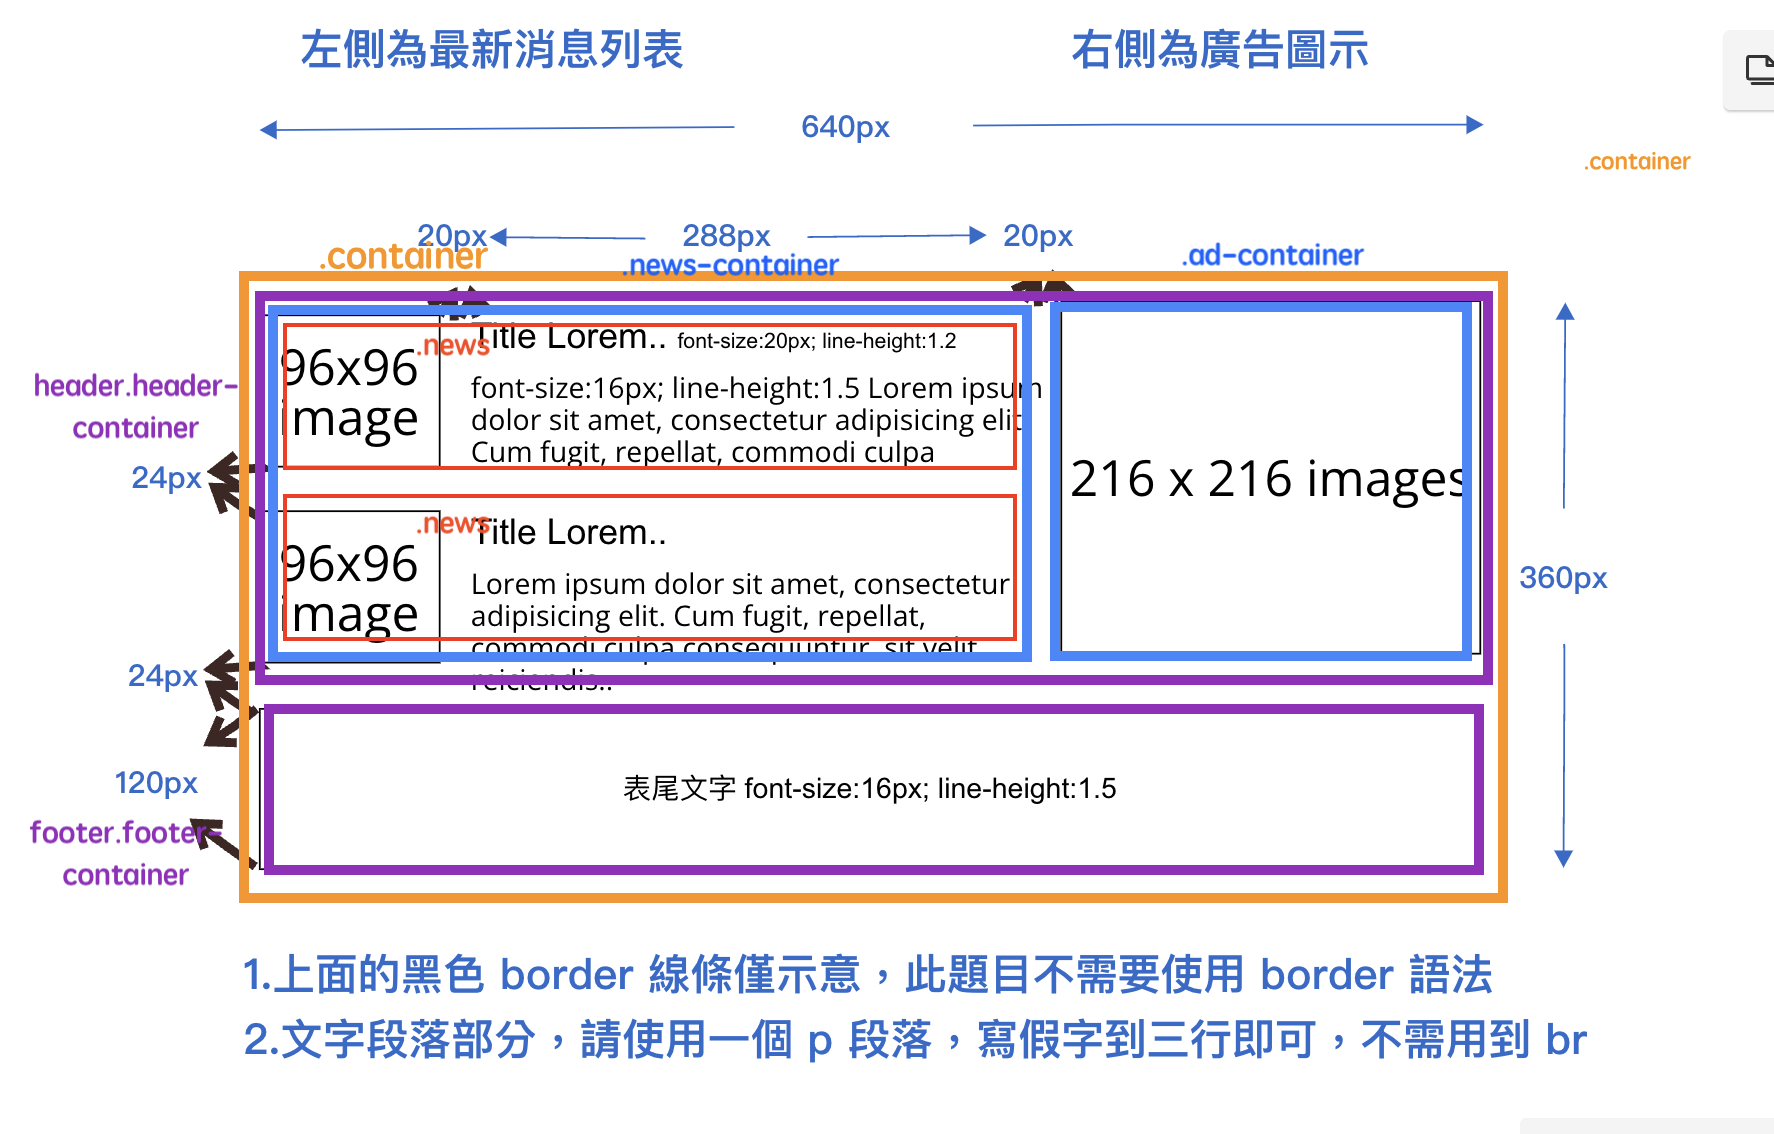 左側為最新消息列表
右側為廣告圖示
640px
.container
20px
288px
20px
.container
.news-container
.ad-container
96x96
image
.news
Title Lorem.. font-size:20px; line-height:1.2
font-size:16px; line-height:1.5 Lorem ipsum
dolor sit amet, consectetur adipisicing elit.
Cum fugit, repellat, commodi culpa
header.header-
container
24px
216 x 216 images
96x96
image
.news
Title Lorem..
Lorem ipsum dolor sit amet, consectetur
adipisicing elit. Cum fugit, repellat,
commodi culpa consequuntur, sit velit
reiciendis..
360px
24px
120px
表尾文字 font-size:16px; line-height:1.5
footer.footer-
container
1.上面的黑色 border 線條僅示意，此題目不需要使用 border 語法
2.文字段落部分，請使用一個 p 段落，寫假字到三行即可，不需用到 br